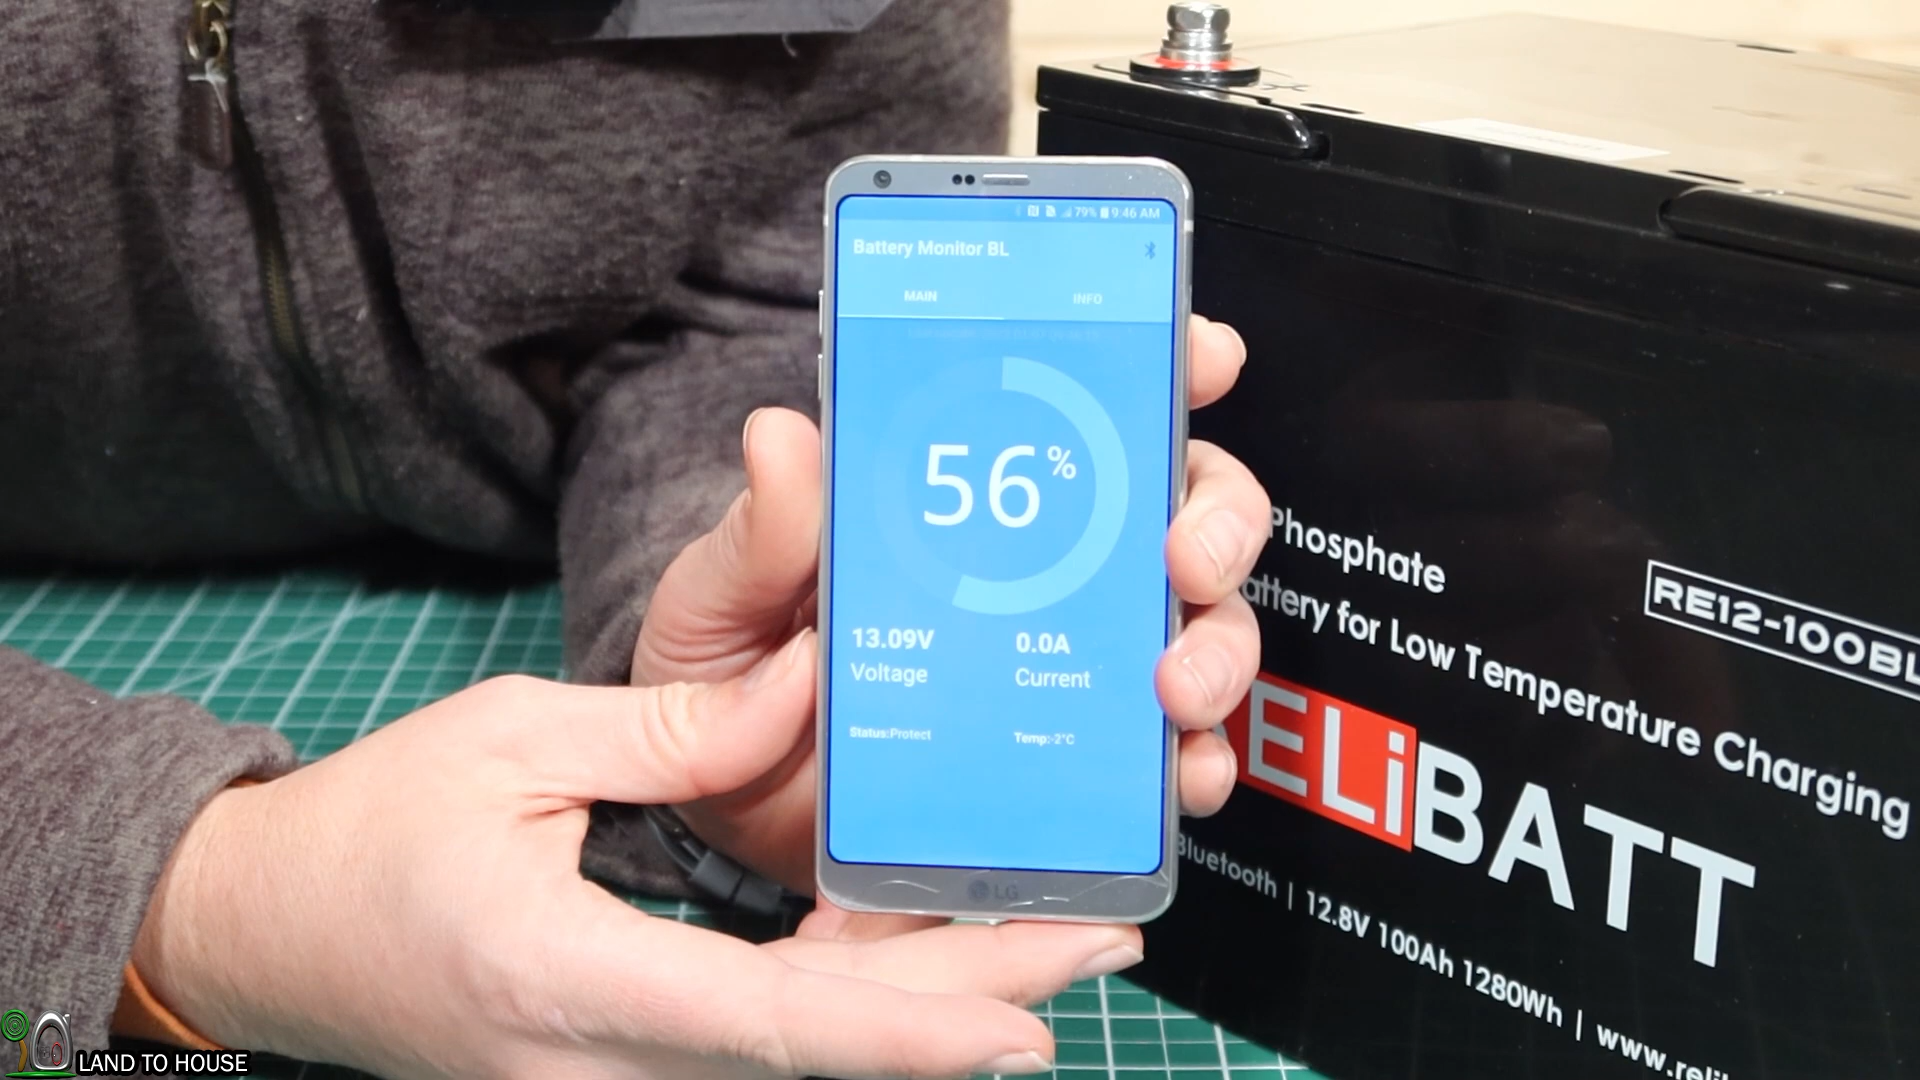 79% 9:46 AM
Battery Monitor BL
MAIN
INFO
56%
13.09V
Voltage
0.0A
Current
Status:Protect
Temp:-2°C
LG
Phosphate
Battery for Low Temperature Charging
RE12-100BL
RELiBATT
Bluetooth | 12.8V 100Ah 1280Wh | www.reli
LAND TO HOUSE